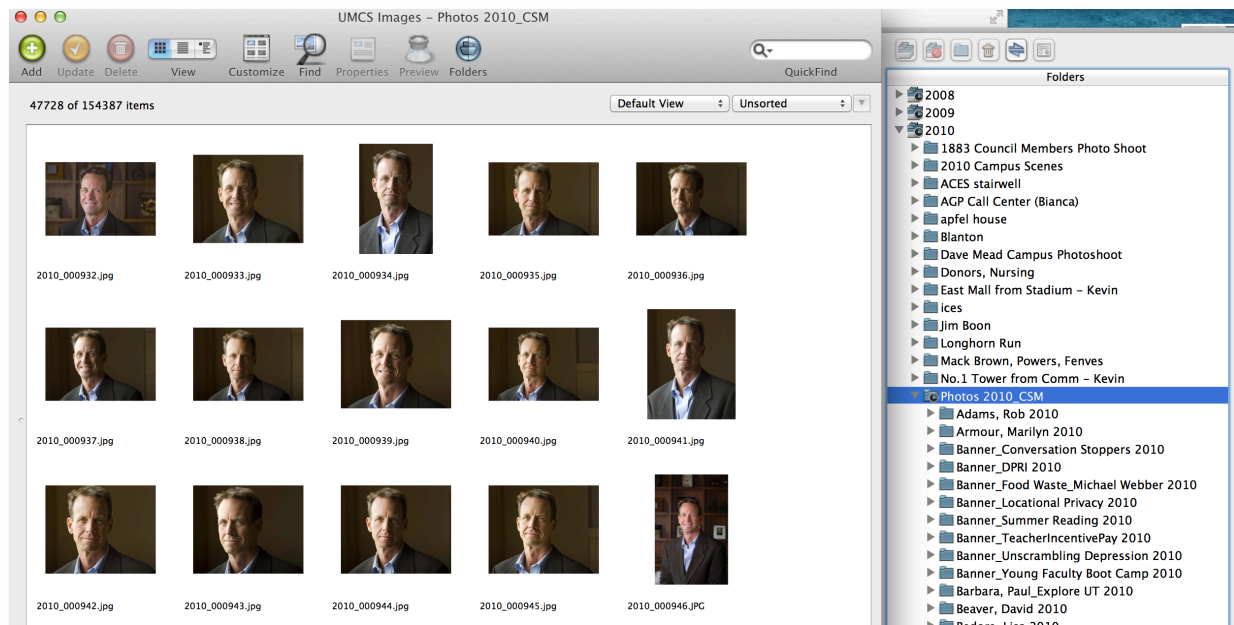 UMCS Images – Photos 2010_CSM
Add Update Delete View Customize Find Properties Preview Folders QuickFind
47728 of 154387 items
Default View
Unsorted
2010_000932.jpg 2010_000933.jpg 2010_000934.jpg 2010_000935.jpg 2010_000936.jpg
2010_000937.jpg 2010_000938.jpg 2010_000939.jpg 2010_000940.jpg 2010_000941.jpg
2010_000942.jpg 2010_000943.jpg 2010_000944.jpg 2010_000945.jpg 2010_000946.JPG
Folders
2008
2009
2010
1883 Council Members Photo Shoot
2010 Campus Scenes
ACES stairwell
AGP Call Center (Bianca)
apfel house
Blanton
Dave Mead Campus Photoshoot
Donors, Nursing
East Mall from Stadium – Kevin
ices
Jim Boon
Longhorn Run
Mack Brown, Powers, Fenves
No.1 Tower from Comm – Kevin
Photos 2010_CSM
Adams, Rob 2010
Armour, Marilyn 2010
Banner_Conversation Stoppers 2010
Banner_DPRI 2010
Banner_Food Waste_Michael Webber 2010
Banner_Locational Privacy 2010
Banner_Summer Reading 2010
Banner_TeacherIncentivePay 2010
Banner_Unscrambling Depression 2010
Banner_Young Faculty Boot Camp 2010
Barbara, Paul_Explore UT 2010
Beaver, David 2010